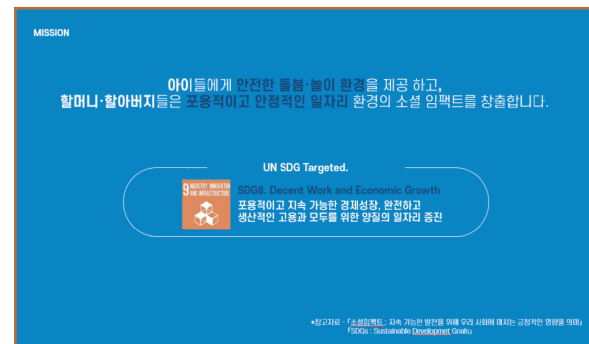 MISSION
아이들에게 안전한 돌봄·놀이 환경을 제공 하고,
할머니·할아버지들은 포용적이고 안정적인 일자리 환경의 소셜 임팩트를 창출합니다.
UN SDG Targeted.
9 INDUSTRY, INNOVATION
AND INFRASTRUCTURE
SDG8. Decent Work and Economic Growth
포용적이고 지속 가능한 경제성장, 완전하고
생산적인 고용과 모두를 위한 양질의 일자리 증진
*참고자료 - 「소셜임팩트 : 지속 가능한 발전을 위해 우리 사회에 미치는 긍정적인 영향을 의미」
「SDGs : Sustainable Developmet Goals」